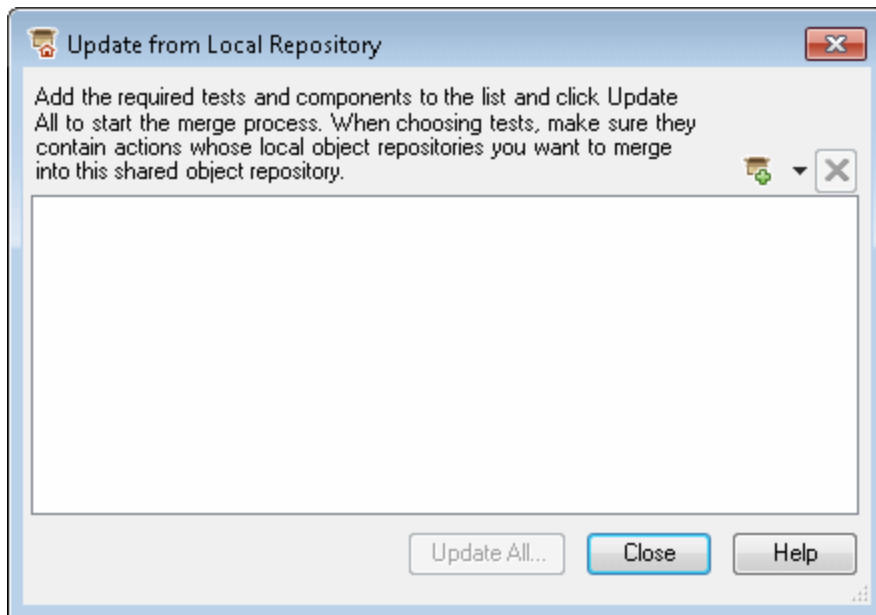 Update from Local Repository
Add the required tests and components to the list and click Update
All to start the merge process. When choosing tests, make sure they
contain actions whose local object repositories you want to merge
into this shared object repository.
Update All...
Close
Help